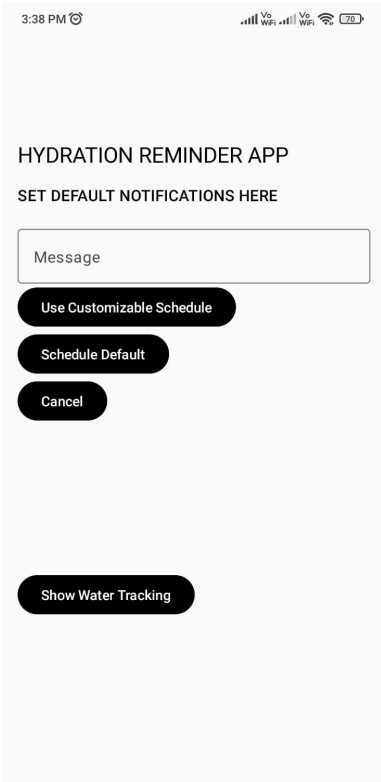 3:38 PM
Vo WiFi Vo WiFi 70
HYDRATION REMINDER APP
SET DEFAULT NOTIFICATIONS HERE
Message
Use Customizable Schedule
Schedule Default
Cancel
Show Water Tracking